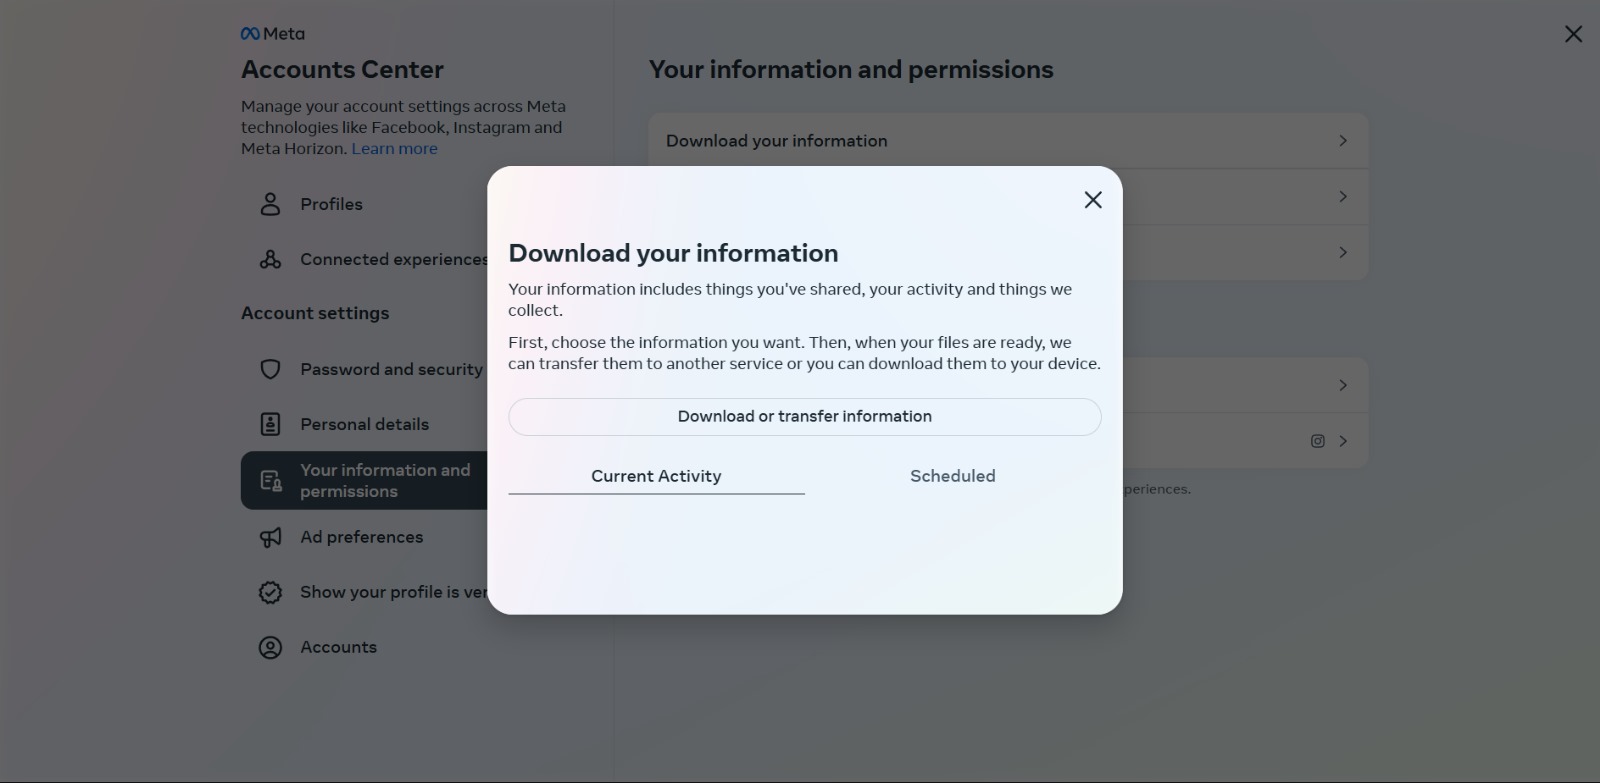 Meta
Accounts Center
Manage your account settings across Meta
technologies like Facebook, Instagram and
Meta Horizon. Learn more
Profiles
Connected experiences
Account settings
Password and security
Personal details
Your information and
permissions
Ad preferences
Show your profile is ver
Accounts
Your information and permissions
Download your information
periences.
Download your information
Your information includes things you've shared, your activity and things we
collect.
First, choose the information you want. Then, when your files are ready, we
can transfer them to another service or you can download them to your device.
Download or transfer information
Current Activity
Scheduled